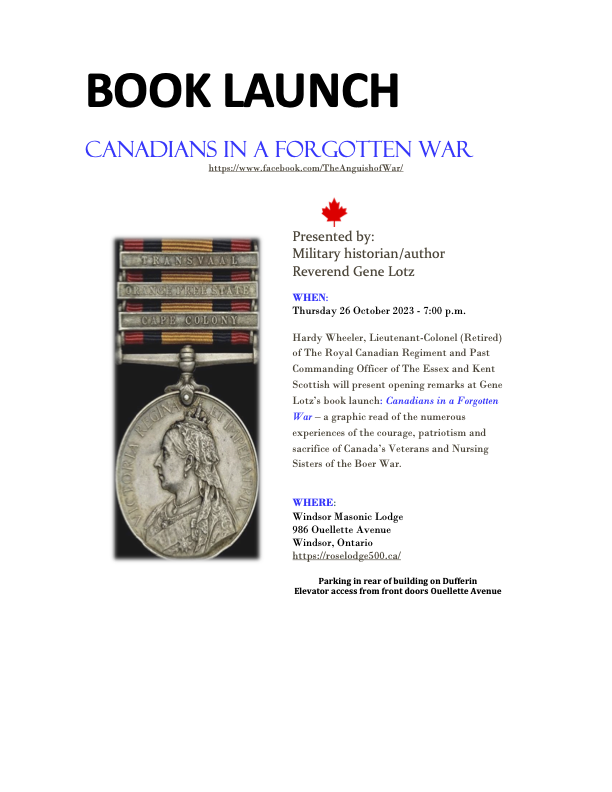 BOOK LAUNCH
CANADIANS IN A FORGOTTEN WAR
https://www.facebook.com/TheAnguishofWar/
Presented by:
Military historian/author
Reverend Gene Lotz
WHEN:
Thursday 26 October 2023 - 7:00 p.m.
Hardy Wheeler, Lieutenant-Colonel (Retired)
of The Royal Canadian Regiment and Past
Commanding Officer of The Essex and Kent
Scottish will present opening remarks at Gene
Lotz's book launch: Canadians in a Forgotten
War – a graphic read of the numerous
experiences of the courage, patriotism and
sacrifice of Canada's Veterans and Nursing
Sisters of the Boer War.
WHERE:
Windsor Masonic Lodge
986 Ouellette Avenue
Windsor, Ontario
https://roselodge500.ca/
Parking in rear of building on Dufferin
Elevator access from front doors Ouellette Avenue
TRANSVAAL
ORANGE FREE STATE
CAPE COLONY
VICTORIA REGINA